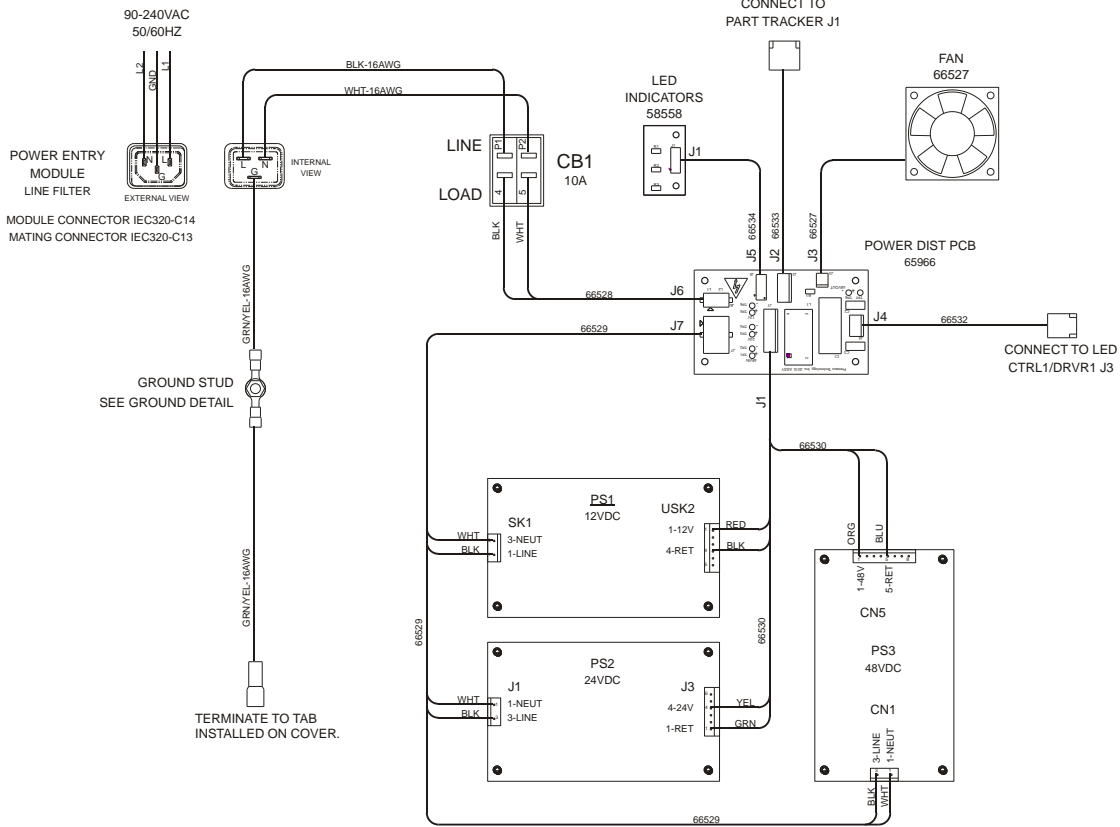 CONNECT TO
PART TRACKER J1
90-240VAC
50/60HZ
L2
GND
L1
POWER ENTRY
MODULE
LINE FILTER
N
L
G
EXTERNAL VIEW
MODULE CONNECTOR IEC320-C14
MATING CONNECTOR IEC320-C13
L
N
G
INTERNAL
VIEW
BLK-16AWG
WHT-16AWG
LINE
LOAD
P1
P2
4
5
CB1
10A
BLK
WHT
LED
INDICATORS
58558
J1
FAN
66527
66534
66533
66527
J5
J2
J3
POWER DIST PCB
65966
J6
J7
J4
J1
66528
66529
66532
CONNECT TO LED
CTRL1/DRVR1 J3
GRN/YEL-16AWG
GROUND STUD
SEE GROUND DETAIL
GRN/YEL-16AWG
TERMINATE TO TAB
INSTALLED ON COVER.
66530
PS1
12VDC
SK1
3-NEUT
1-LINE
WHT
BLK
USK2
1-12V
4-RET
RED
BLK
66529
66530
PS2
24VDC
J1
1-NEUT
3-LINE
WHT
BLK
J3
4-24V
1-RET
YEL
GRN
ORG
BLU
1-48V
5-RET
CN5
PS3
48VDC
CN1
3-LINE
1-NEUT
BLK
WHT
66529